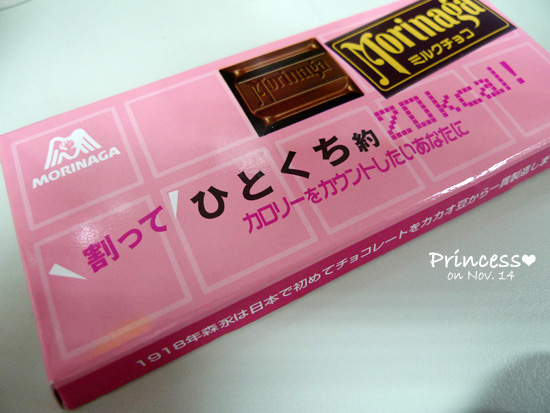 Morinaga
Morinaga
ミルクチョコ
MORINAGA
割って
ひとくち約20kcal!
カロリーをカウントしたいあなたに
1918年森永は日本で初めてチョコレートをカカオ豆から一貫製造しま
Princess♥
on Nov. 14